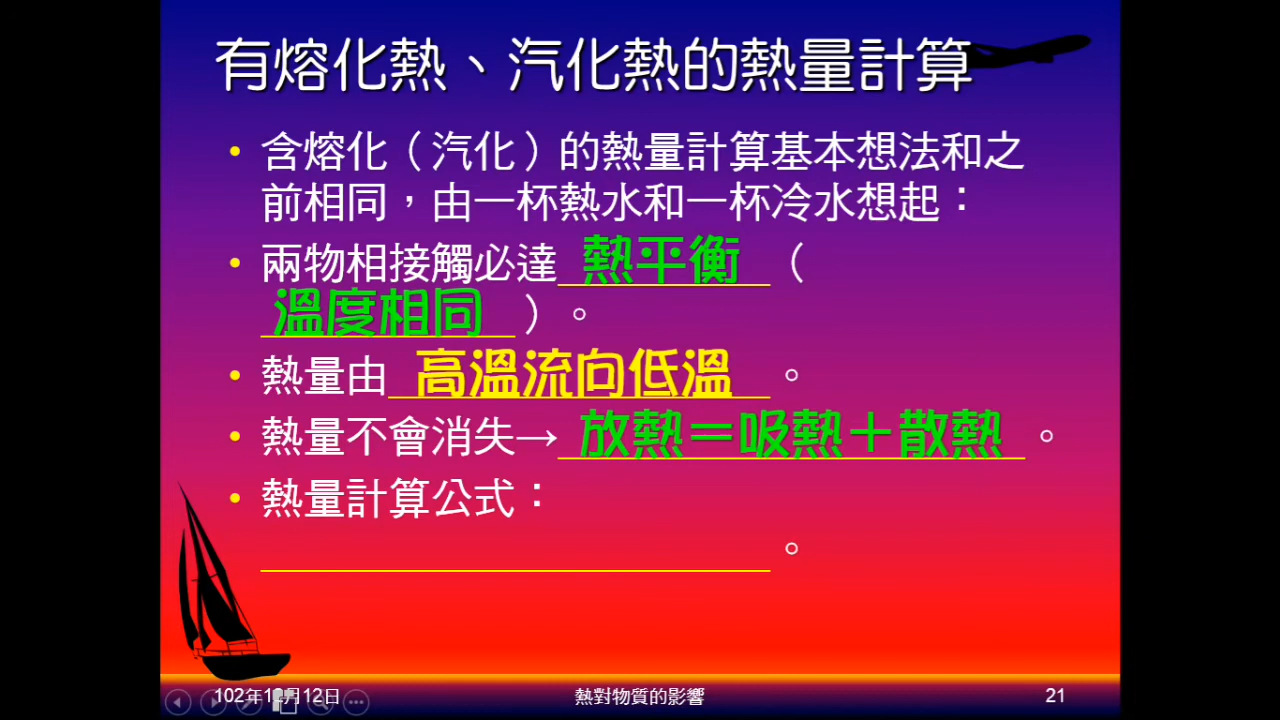 有熔化熱、汽化熱的熱量計算
• 含熔化（汽化）的熱量計算基本想法和之
前相同，由一杯熱水和一杯冷水想起：
• 兩物相接觸必達 熱平衡 （
溫度相同 ）。
• 熱量由 高溫流向低溫 。
• 熱量不會消失→ 放熱＝吸熱＋散熱 。
• 熱量計算公式：
。
102年12月12日 熱對物質的影響 21